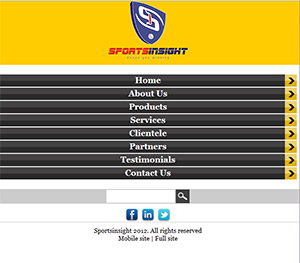 SPORTSINSIGHT
Home
About Us
Products
Services
Clientele
Partners
Testimonials
Contact Us
Sportsinsight 2012. All rights reserved
Mobile site | Full site